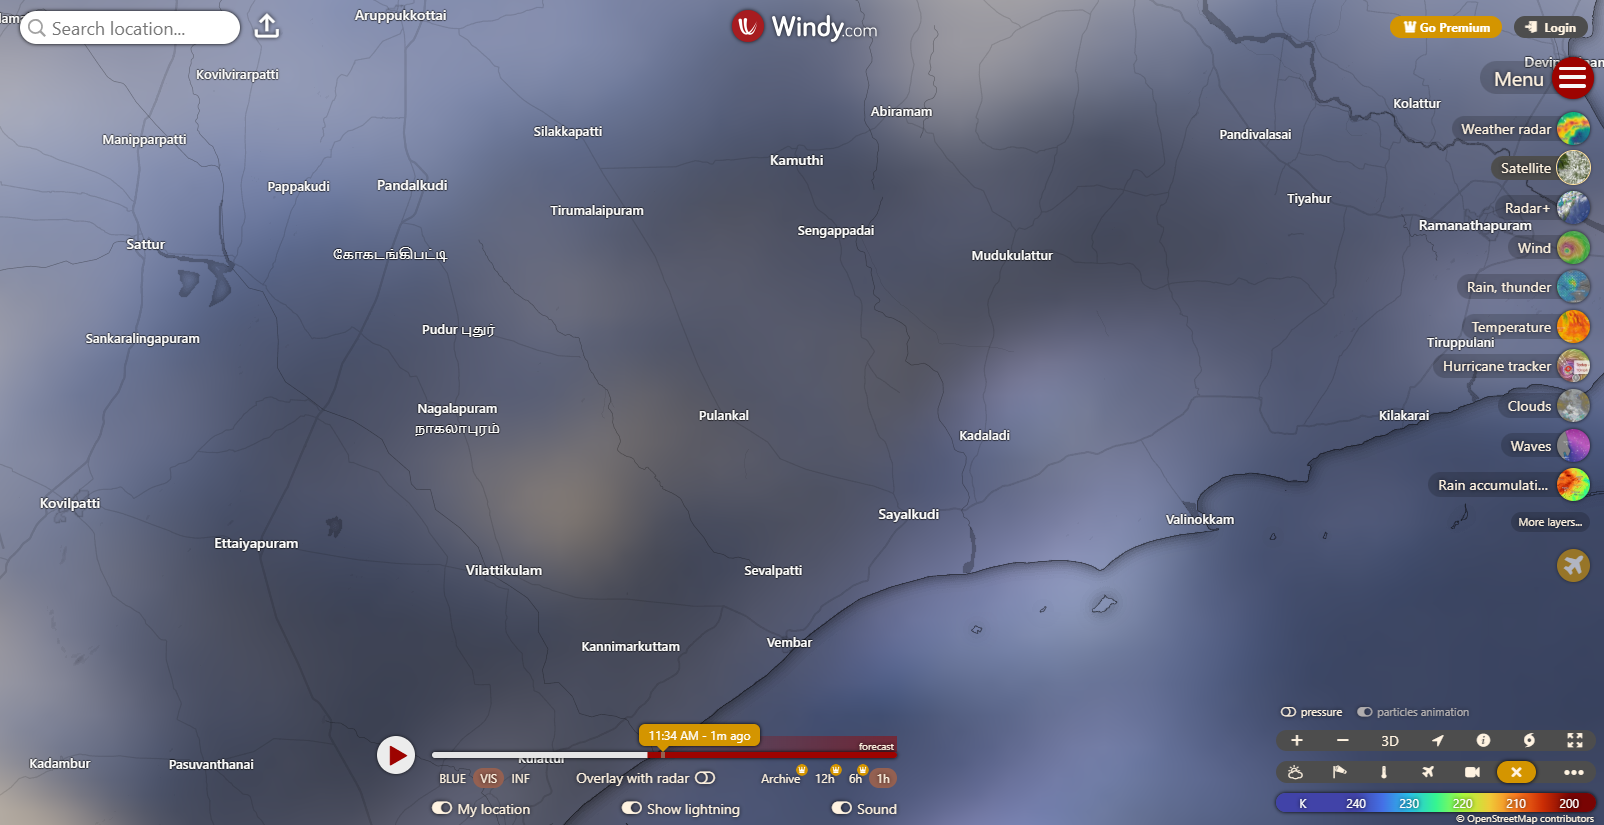 Search location...
Aruppukkottai
Windy.com
Go Premium
Login
Menu
Kovilvirarpatti
Manipparpatti
Silakkapatti
Abiramam
Kolattur
Pandivalasai
Weather radar
Kamuthi
Satellite
Pappakudi
Pandalkudi
Tirumalaipuram
Tiyahur
Radar+
Ramanathapuram
Sengappadai
Sattur
கோகடங்கிபட்டி
Mudukulattur
Wind
Rain, thunder
Sankaralingapuram
Pudur புதூர்
Temperature
Tiruppulani
Hurricane tracker
Nagalapuram
நாகலாபுரம்
Pulankal
Kadaladi
Kilakarai
Clouds
Waves
Rain accumulati...
Kovilpatti
Sayalkudi
Valinokkam
More layers...
Ettaiyapuram
Vilattikulam
Sevalpatti
Kannimarkuttam
Vembar
pressure
particles animation
11:34 AM - 1m ago
forecast
3D
Kadambur
Pasuvanthanai
Kulattur
BLUE VIS INF
Overlay with radar
Archive 12h 6h 1h
My location
Show lightning
Sound
K 240 230 220 210 200
© OpenStreetMap contributors